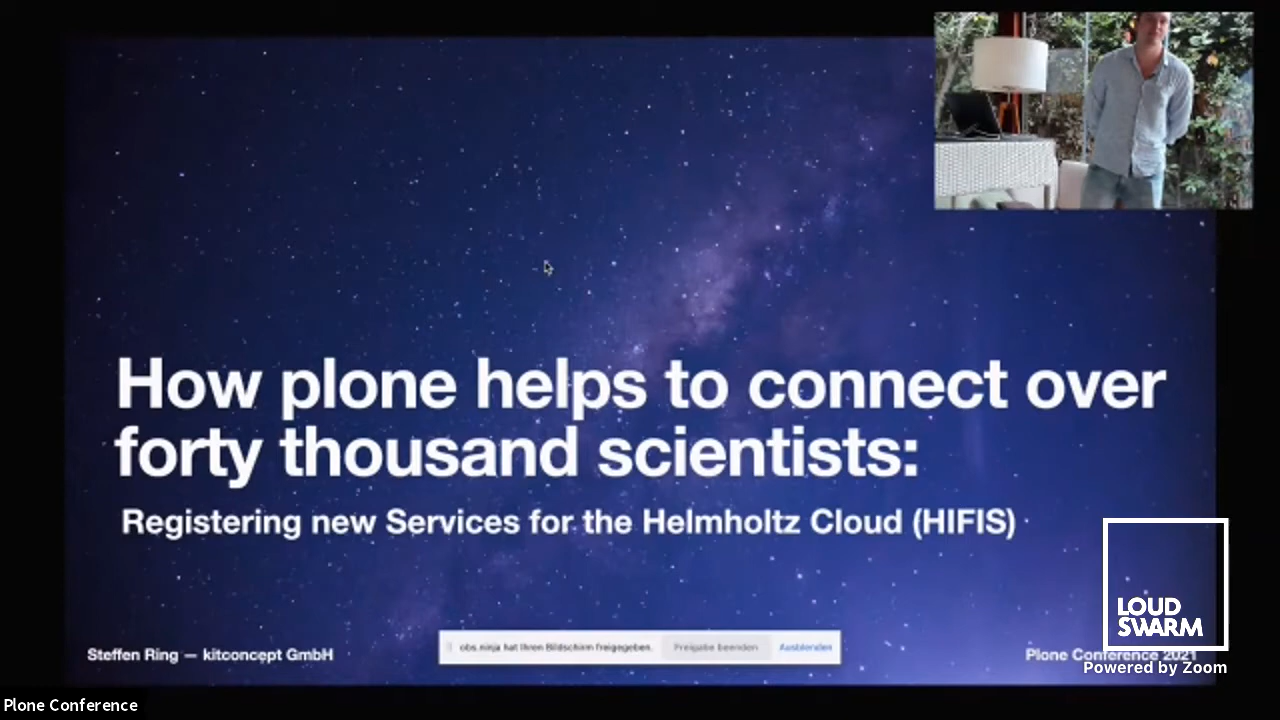 How plone helps to connect over
forty thousand scientists:
Registering new Services for the Helmholtz Cloud (HIFIS)
LOUD
SWARM
Steffen Ring — kitconcept GmbH
obs.ninja hat Ihren Bildschirm freigegeben. Freigabe beenden Ausblenden
Plone Conference 2021
Powered by Zoom
Plone Conference